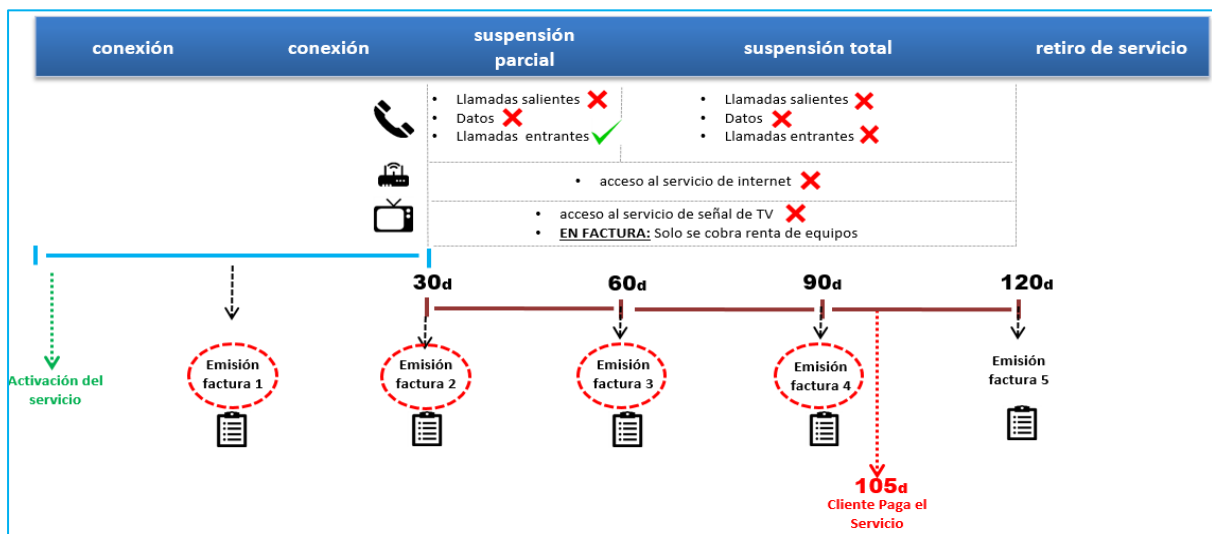 conexión
conexión
suspensión
parcial
suspensión total
retiro de servicio
• Llamadas salientes
• Datos
• Llamadas entrantes
• Llamadas salientes
• Datos
• Llamadas entrantes
• acceso al servicio de internet
• acceso al servicio de señal de TV
• EN FACTURA: Solo se cobra renta de equipos
30d
60d
90d
120d
Activación del
servicio
Emisión
factura 1
Emisión
factura 2
Emisión
factura 3
Emisión
factura 4
Emisión
factura 5
105d
Cliente Paga el
Servicio